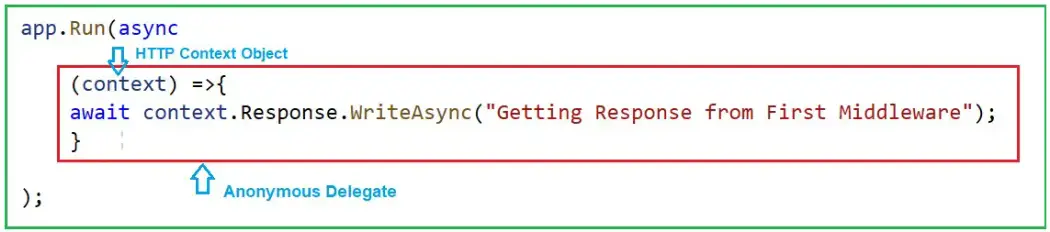 app.Run(async
HTTP Context Object
(context) =>{
await context.Response.WriteAsync("Getting Response from First Middleware");
}
Anonymous Delegate
);